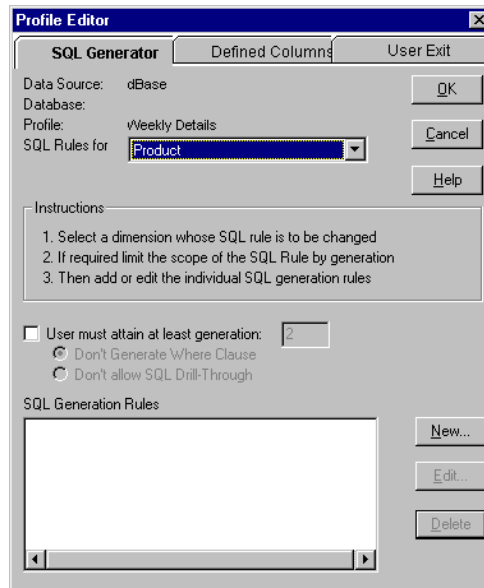 Profile Editor
SQL Generator Defined Columns User Exit
Data Source: dBase
Database:
Profile: Weekly Details
SQL Rules for Product
OK
Cancel
Help
Instructions
1. Select a dimension whose SQL rule is to be changed
2. If required limit the scope of the SQL Rule by generation
3. Then add or edit the individual SQL generation rules
User must attain at least generation: 2
Don't Generate Where Clause
Don't allow SQL Drill-Through
SQL Generation Rules
New...
Edit...
Delete